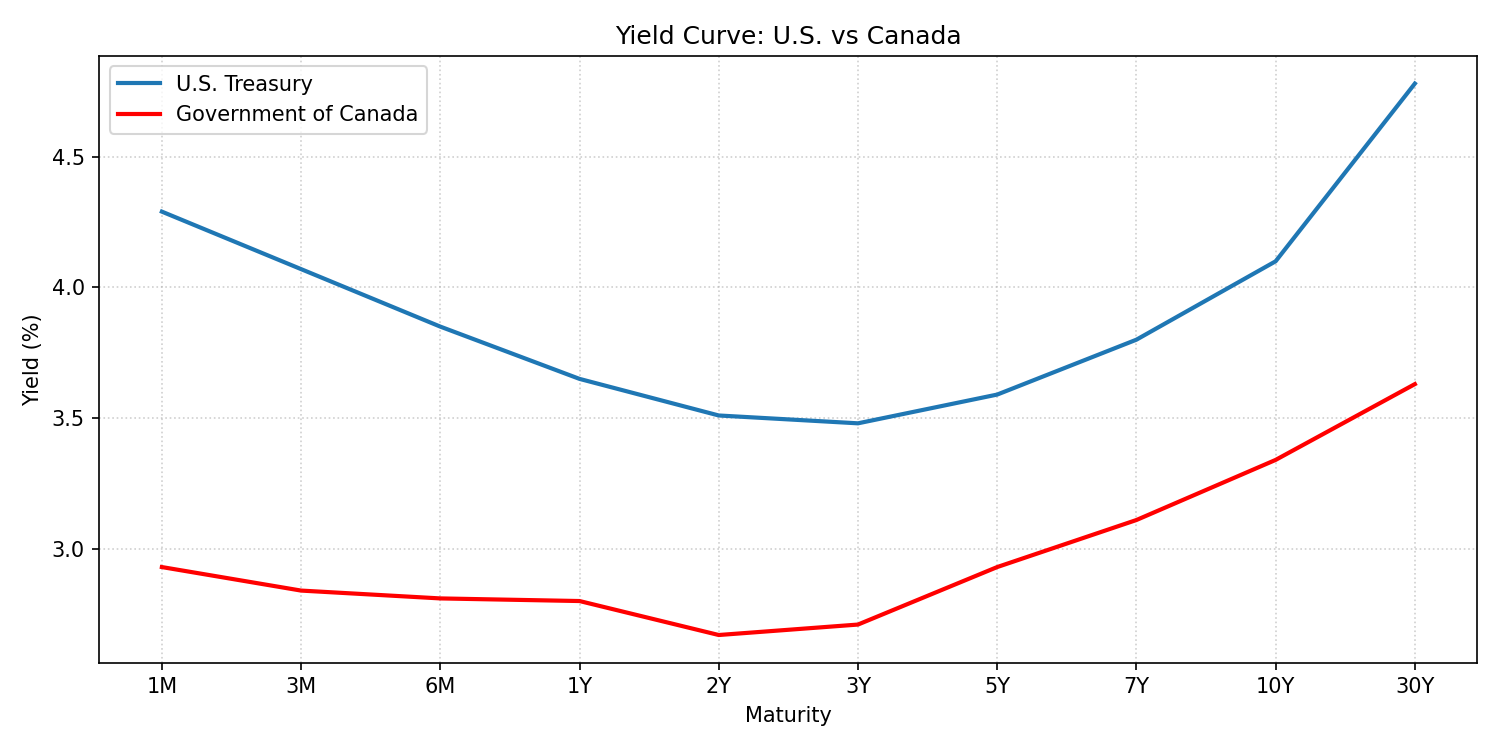 Yield Curve: U.S. vs Canada
U.S. Treasury
Government of Canada
Yield (%)
4.5
4.0
3.5
3.0
1M 3M 6M 1Y 2Y 3Y 5Y 7Y 10Y 30Y
Maturity